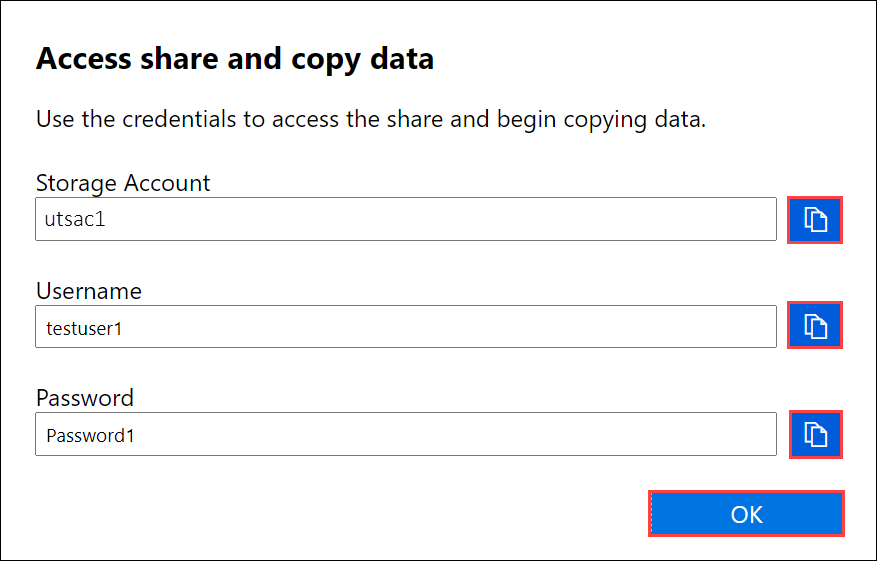 Access share and copy data
Use the credentials to access the share and begin copying data.
Storage Account
utsac1
Username
testuser1
Password
Password1
OK